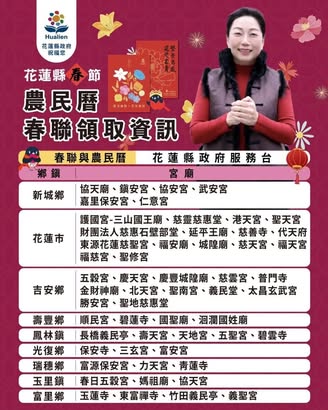 Hualien
花蓮縣政府
祝福您
花蓮縣春節
農民曆
春聯領取資訊
春聯與農民曆 花蓮縣政府服務台
鄉鎮 宮廟
新城鄉 協天廟、鎮安宮、協安宮、武安宮
嘉里保安宮、仁意宮
花蓮市 護國宮-三山國王廟、慈靈慈惠堂、港天宮、聖天宮
財團法人慈惠石壁部堂、延平王廟、慈善寺、代天府
東源花蓮慈聖宮、福安廟、城隍廟、慈天宮、福天宮
福慈宮、聖修宮
吉安鄉 五穀宮、慶天宮、慶豐城隍廟、慈雲宮、普門寺
金財神廟、北天宮、聖南宮、義民堂、太昌玄武宮
勝安宮、聖地慈惠堂
壽豐鄉 順民宮、碧蓮寺、國聖廟、洄瀾國姓廟
鳳林鎮 長橋義民亭、壽天宮、天地宮、五聖宮、碧雲寺
光復鄉 保安寺、三玄宮、富安宮
瑞穗鄉 富源保安宮、力天宮、青蓮寺
玉里鎮 春日五穀宮、媽祖廟、協天宮
富里鄉 玉蓮寺、東富禪寺、竹田義民亭、義聖宮